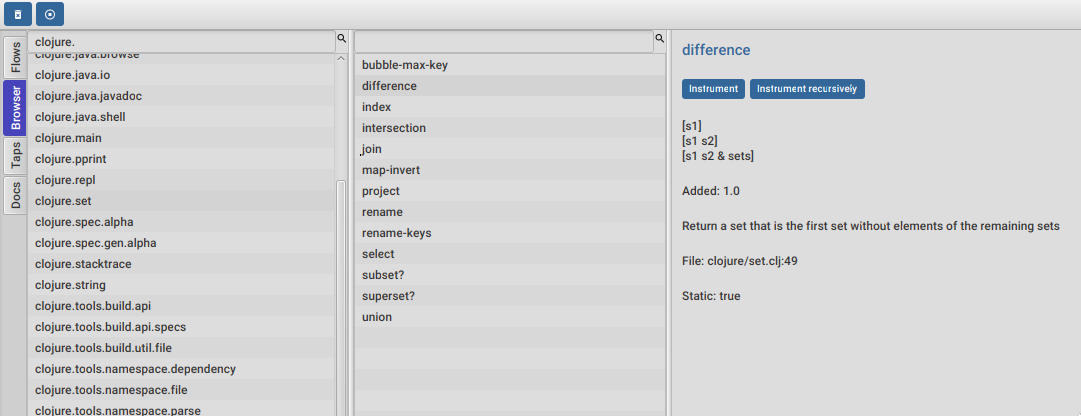 Flows
Browser
Taps
Docs
clojure.
clojure.java.browse
clojure.java.io
clojure.java.javadoc
clojure.java.shell
clojure.main
clojure.pprint
clojure.repl
clojure.set
clojure.spec.alpha
clojure.spec.gen.alpha
clojure.stacktrace
clojure.string
clojure.tools.build.api
clojure.tools.build.api.specs
clojure.tools.build.util.file
clojure.tools.namespace.dependency
clojure.tools.namespace.file
clojure.tools.namespace.parse
bubble-max-key
difference
index
intersection
join
map-invert
project
rename
rename-keys
select
subset?
superset?
union
difference
Instrument
Instrument recursively
[s1]
[s1 s2]
[s1 s2 & sets]
Added: 1.0
Return a set that is the first set without elements of the remaining sets
File: clojure/set.clj:49
Static: true